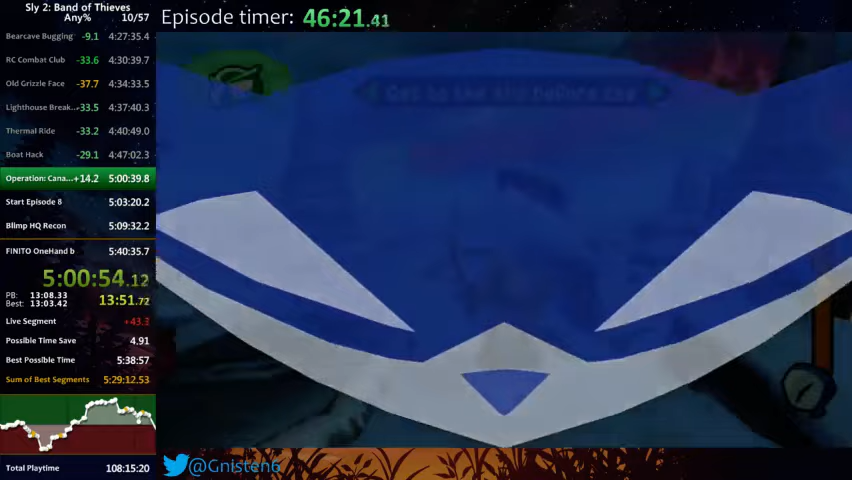 Sly 2: Band of Thieves
Any% 10/57
Episode timer: 46:21.41
Bearcave Bugging -9.1 4:27:35.4
RC Combat Club -33.6 4:30:39.7
Old Grizzle Face -37.7 4:34:33.5
Lighthouse Break... -33.5 4:37:40.3
Thermal Ride -33.2 4:40:49.0
Boat Hack -29.1 4:47:02.3
Operation: Cana... +14.2 5:00:39.8
Start Episode 8 5:03:20.2
Blimp HQ Recon 5:09:32.2
FINITO OneHand b 5:40:35.7
5:00:54.12
PB: 13:08.33
Best: 13:03.42
13:51.72
Live Segment +43.3
Possible Time Save 4.91
Best Possible Time 5:38:57
Sum of Best Segments 5:29:12.53
Total Playtime 108:15:20
@Gnisten6
Get to the